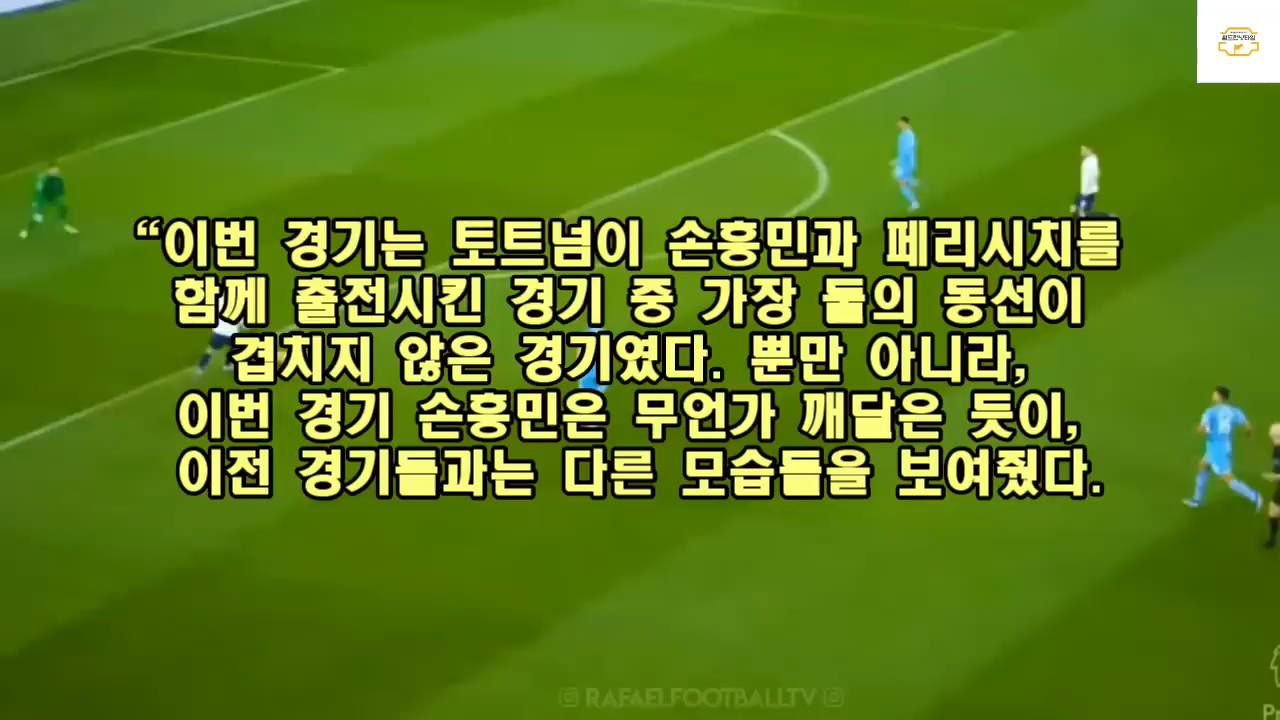 “이번 경기는 토트넘이 손흥민과 페리시치를
함께 출전시킨 경기 중 가장 둘의 동선이
겹치지 않은 경기였다. 뿐만 아니라,
이번 경기 손흥민은 무언가 깨달은 듯이,
이전 경기들과는 다른 모습들을 보여줬다.
RAFAELFOOTBALLTV